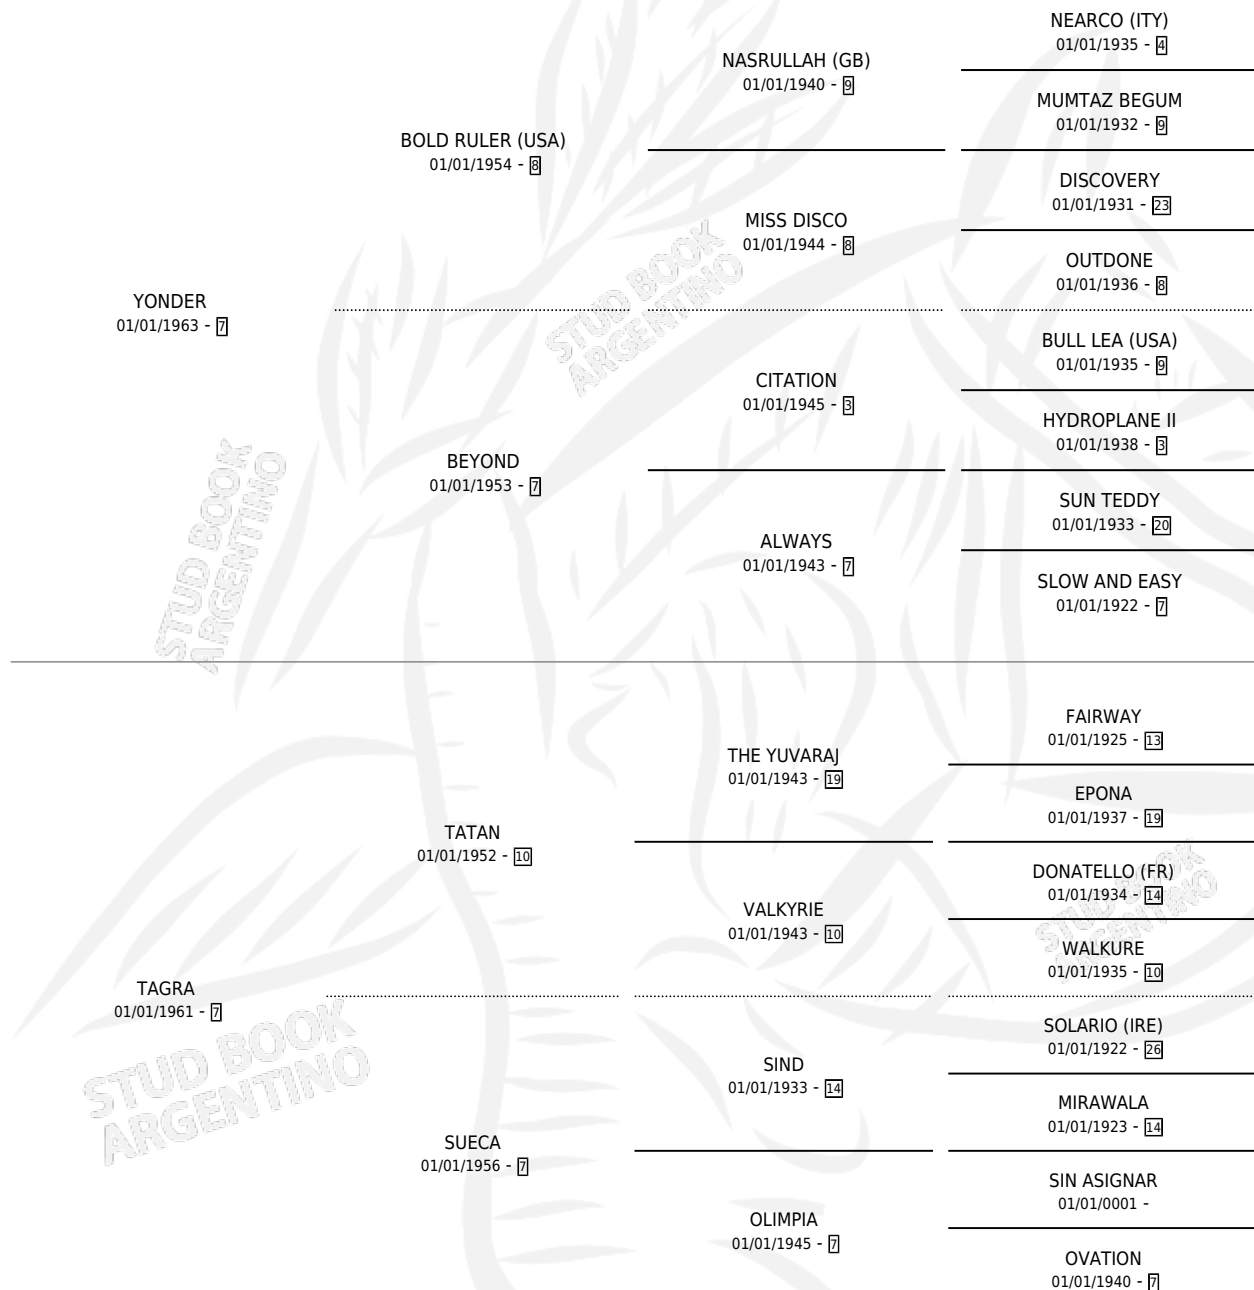 NEARCO (ITY)
01/01/1935 - 4
NASRULLAH (GB)
01/01/1940 - 9
MUMTAZ BEGUM
01/01/1932 - 9
BOLD RULER (USA)
01/01/1954 - 8
DISCOVERY
01/01/1931 - 23
MISS DISCO
01/01/1944 - 8
OUTDONE
01/01/1936 - 8
YONDER
01/01/1963 - 7
STUD BOOK
ARGENTINO
BULL LEA (USA)
01/01/1935 - 9
CITATION
01/01/1945 - 3
HYDROPLANE II
01/01/1938 - 3
BEYOND
01/01/1953 - 7
SUN TEDDY
01/01/1933 - 20
ALWAYS
01/01/1943 - 7
SLOW AND EASY
01/01/1922 - 7
STUD BOOK
ARGENTINO
FAIRWAY
01/01/1925 - 13
THE YUVARAJ
01/01/1943 - 19
EPONA
01/01/1937 - 19
TATAN
01/01/1952 - 10
DONATELLO (FR)
01/01/1934 - 14
VALKYRIE
01/01/1943 - 10
WALKURE
01/01/1935 - 10
STUD BOOK
ARGENTINO
TAGRA
01/01/1961 - 7
SOLARIO (IRE)
01/01/1922 - 26
SIND
01/01/1933 - 14
MIRAWALA
01/01/1923 - 14
STUD BOOK
ARGENTINO
SUECA
01/01/1956 - 7
SIN ASIGNAR
01/01/0001 -
OLIMPIA
01/01/1945 - 7
OVATION
01/01/1940 - 7